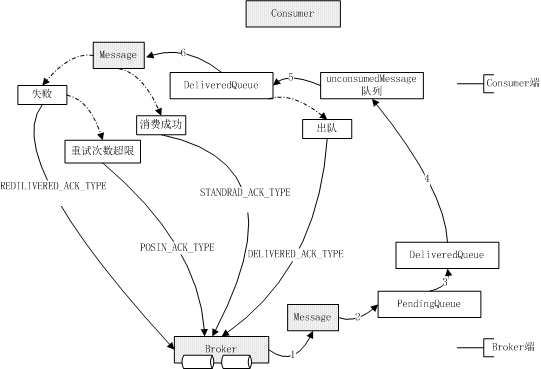 Consumer
Message
6
DeliveredQueue
5
unconsumedMessage
队列
Consumer端
失败
消费成功
出队
重试次数超限
4
REDILIVERED_ACK_TYPE
STANDRAD_ACK_TYPE
POSIN_ACK_TYPE
DELIVERED_ACK_TYPE
DeliveredQueue
3
PendingQueue
Message
2
Broker
1
Broker端